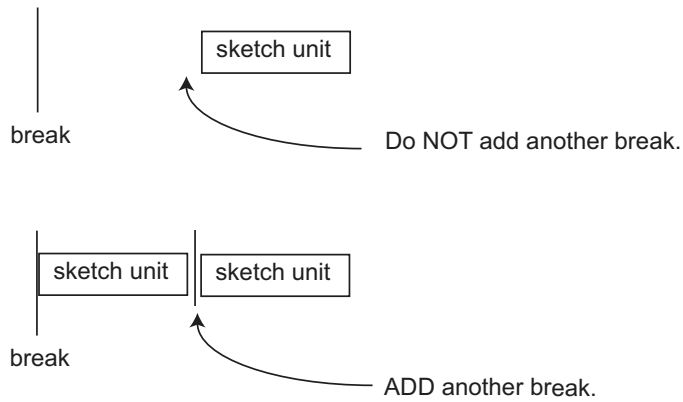 sketch unit
break
Do NOT add another break.
sketch unit sketch unit
break
ADD another break.